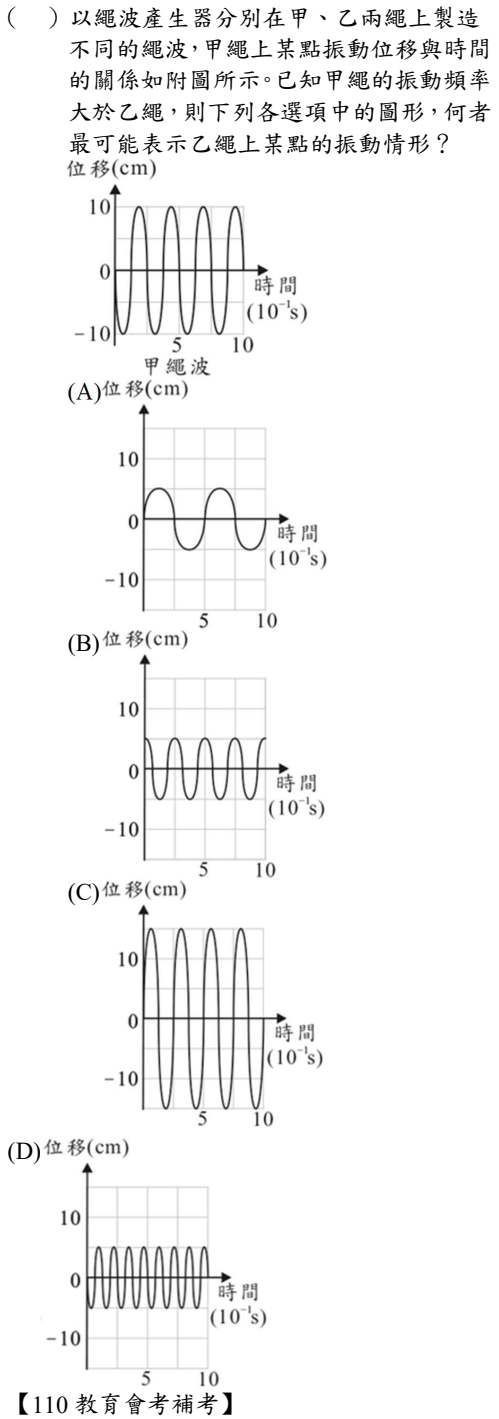 （　）以繩波產生器分別在甲、乙兩繩上製造
不同的繩波，甲繩上某點振動位移與時間
的關係如附圖所示。已知甲繩的振動頻率
大於乙繩，則下列各選項中的圖形，何者
最可能表示乙繩上某點的振動情形？
位移(cm)
10
0
時間
(10⁻¹s)
-10
5 10
甲繩波
(A)位移(cm)
10
0
時間
(10⁻¹s)
-10
5 10
(B)位移(cm)
10
0
時間
(10⁻¹s)
-10
5 10
(C)位移(cm)
10
0
時間
(10⁻¹s)
-10
5 10
(D)位移(cm)
10
0
時間
(10⁻¹s)
-10
5 10
【110 教育會考補考】